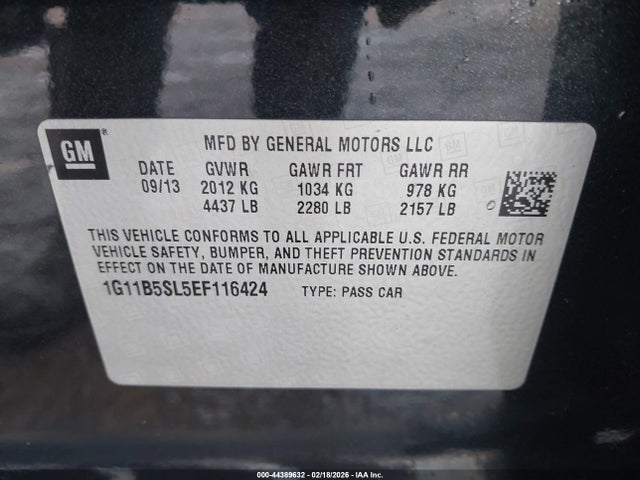 GM
MFD BY GENERAL MOTORS LLC
DATE GVWR GAWR FRT GAWR RR
09/13 2012 KG 1034 KG 978 KG
4437 LB 2280 LB 2157 LB
THIS VEHICLE CONFORMS TO ALL APPLICABLE U.S. FEDERAL MOTOR
VEHICLE SAFETY, BUMPER, AND THEFT PREVENTION STANDARDS IN
EFFECT ON THE DATE OF MANUFACTURE SHOWN ABOVE.
1G11B5SL5EF116424 TYPE: PASS CAR
000-44389632 - 02/18/2026 - IAA Inc.